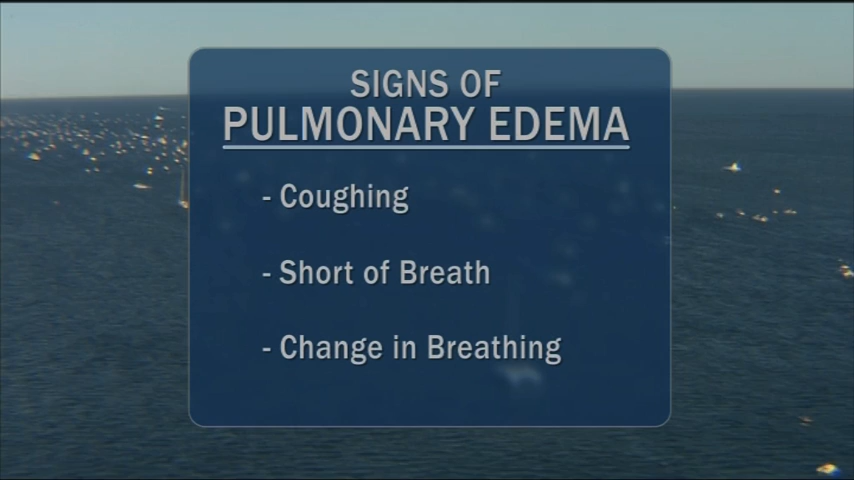 SIGNS OF
PULMONARY EDEMA
- Coughing
- Short of Breath
- Change in Breathing